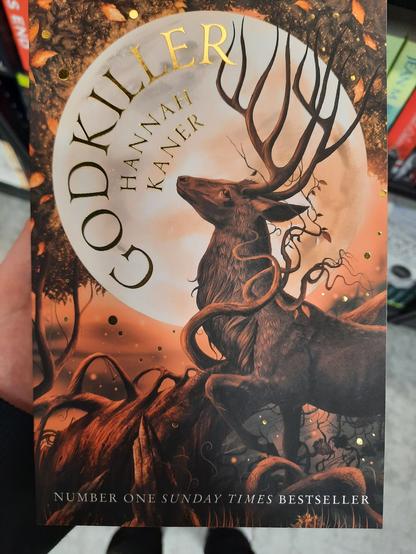 GODKILLER
HANNAH
KANER
NUMBER ONE SUNDAY TIMES BESTSELLER